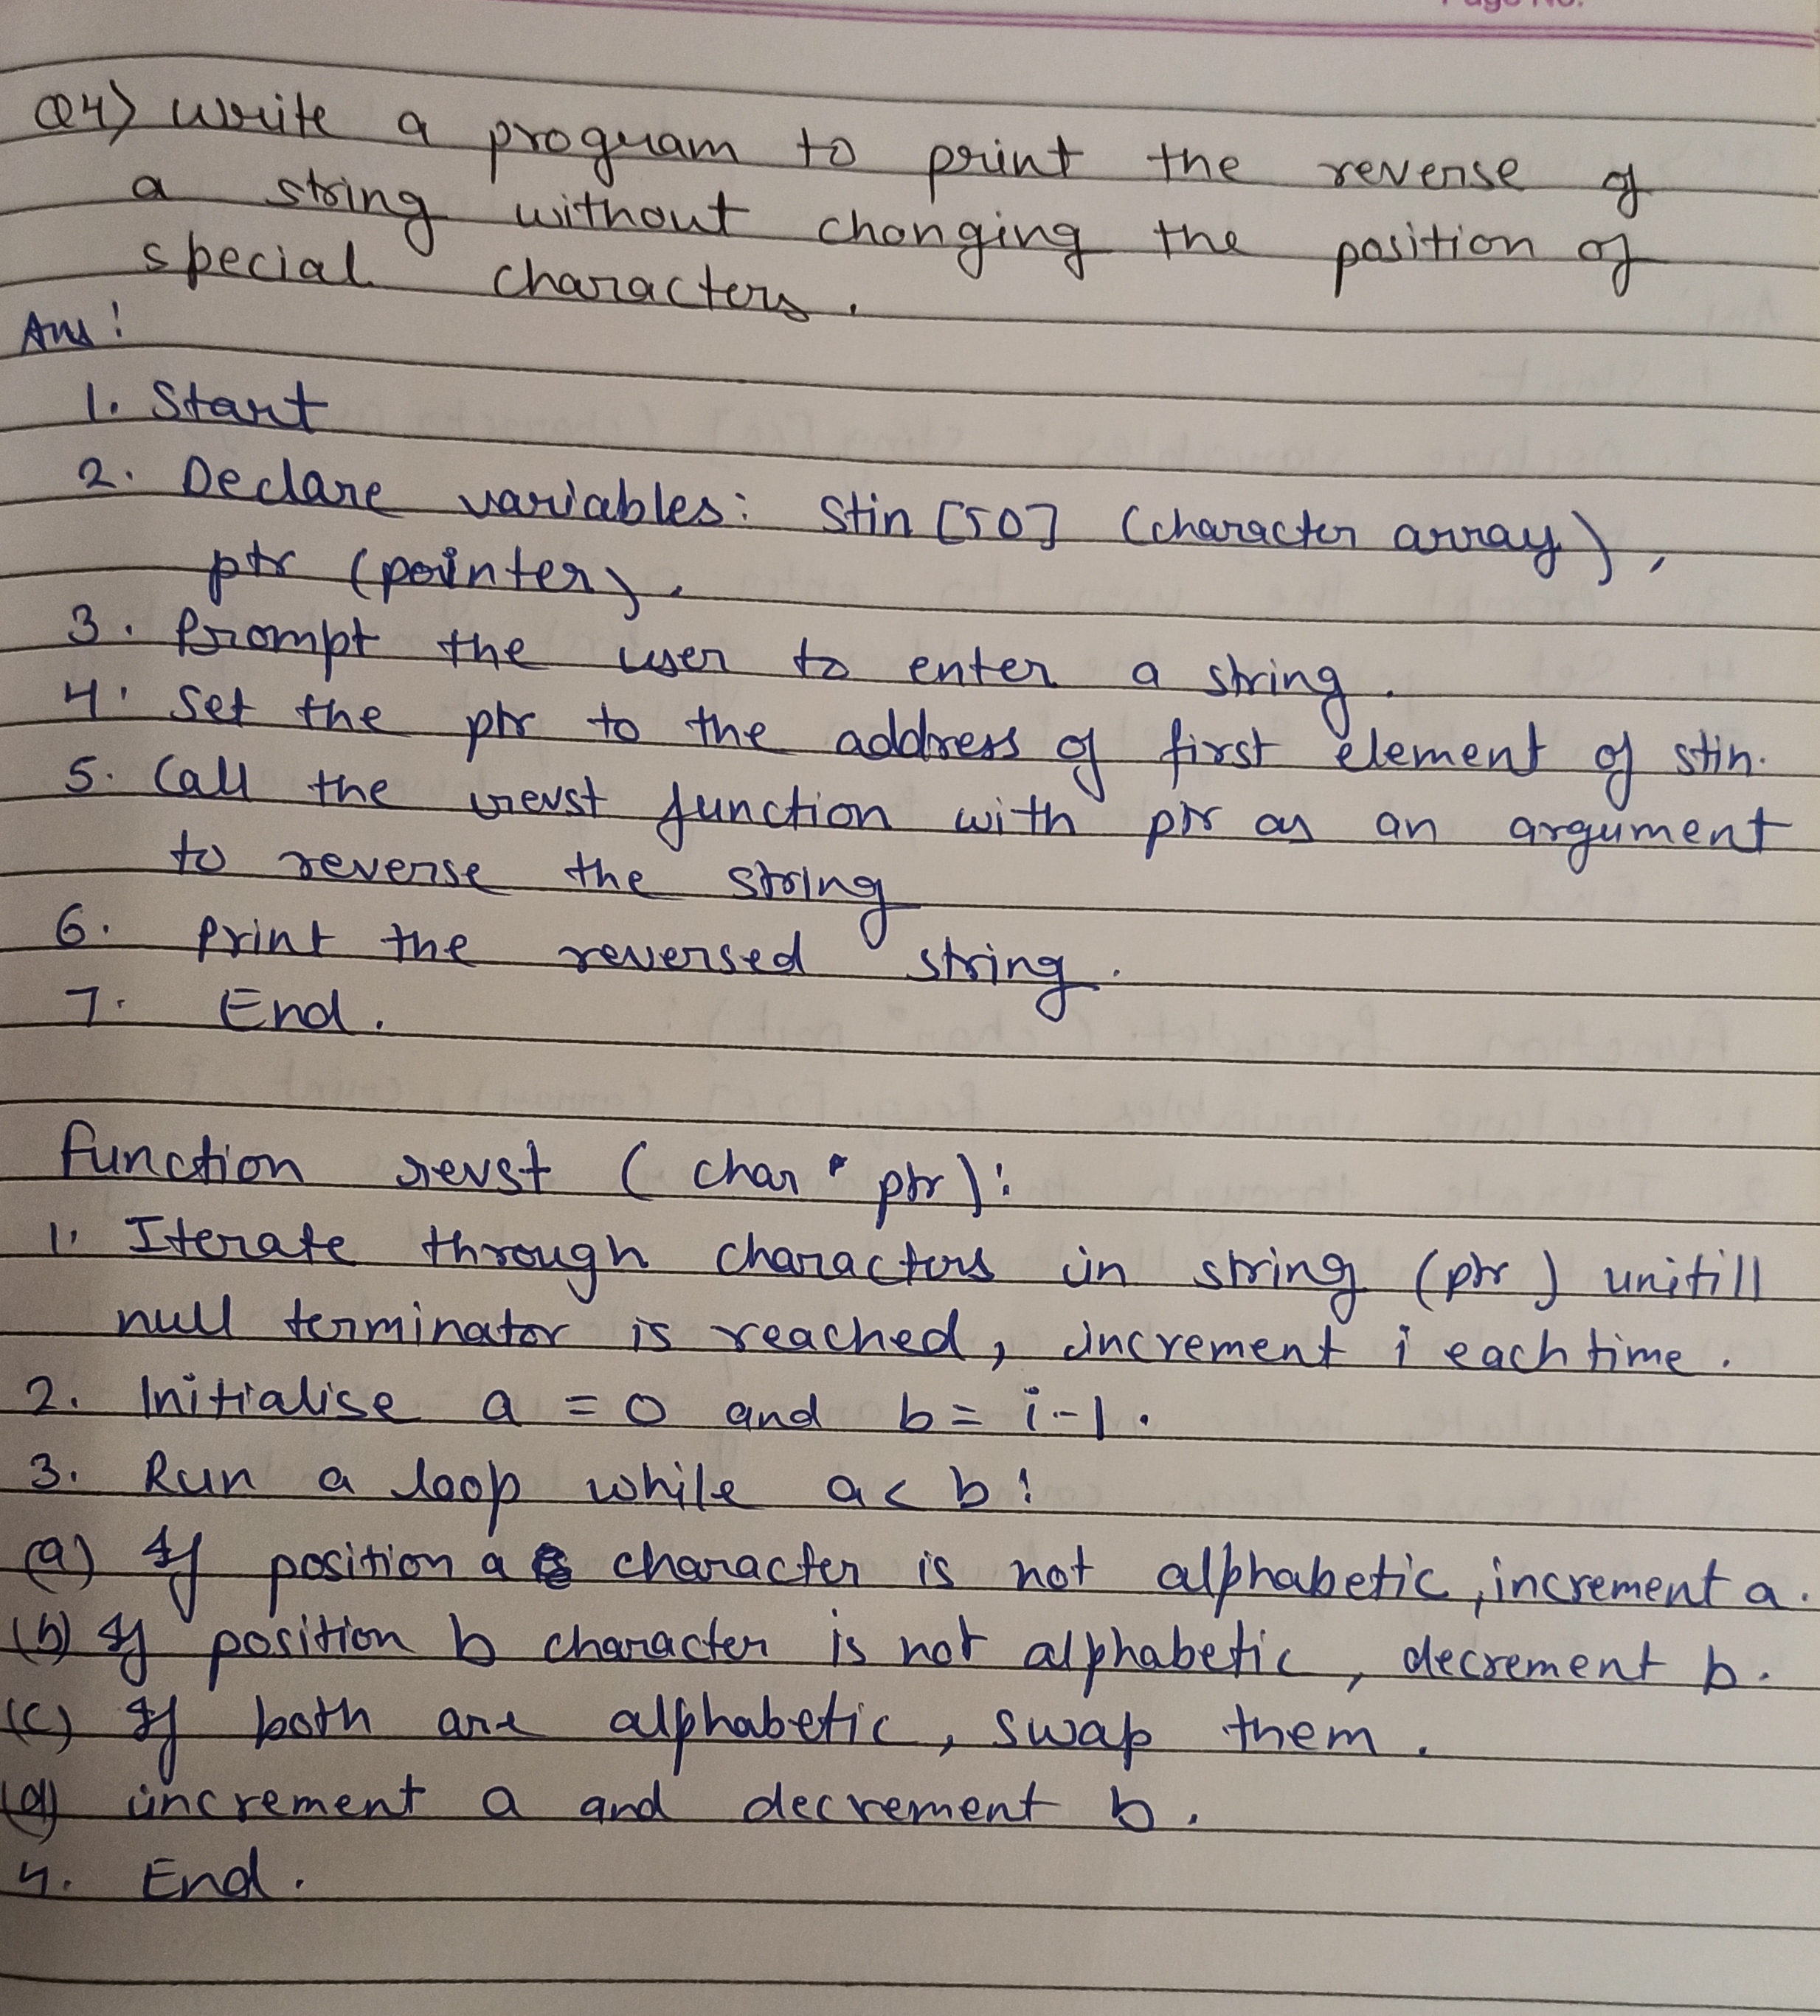 Page No.
Q4) Write a program to print the reverse of
a string without changing the position of
special characters.
Ans:
1. Start
2. Declare variables: stin [50] (character array),
ptr (pointer).
3. Prompt the user to enter a string.
4. Set the ptr to the address of first element of stin.
5. Call the revst function with ptr as an argument
to reverse the string
6. Print the reversed string.
7. End.
Function revst ( char * ptr ):
1. Iterate through characters in string (ptr) unitill
null terminator is reached, increment i each time.
2. Initialise a = 0 and b = i-1.
3. Run a loop while a < b:
(a) If position a character is not alphabetic, increment a.
(b) If position b character is not alphabetic, decrement b.
(c) If both are alphabetic, swap them.
(d) increment a and decrement b.
4. End.